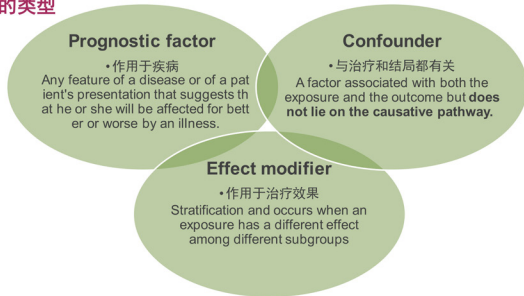 的类型
Prognostic factor
•作用于疾病
Any feature of a disease or of a pat
ient's presentation that suggests th
at he or she will be affected for bett
er or worse by an illness.
Confounder
•与治疗和结局都有关
A factor associated with both the
exposure and the outcome but does
not lie on the causative pathway.
Effect modifier
•作用于治疗效果
Stratification and occurs when an
exposure has a different effect
among different subgroups